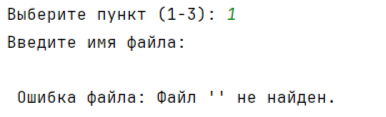 Выберите пункт (1-3): 1
Введите имя файла:
Ошибка файла: Файл '' не найден.